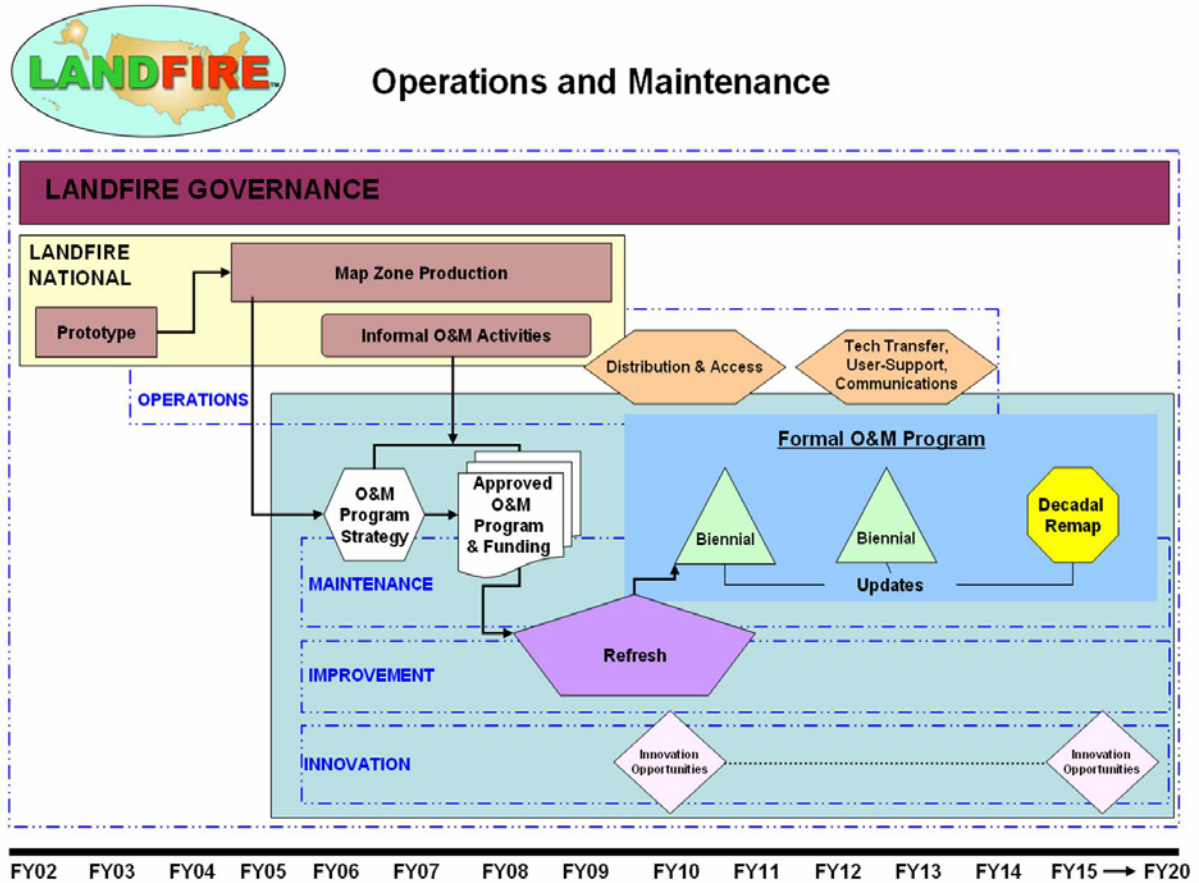 LANDFIRE™
Operations and Maintenance
LANDFIRE GOVERNANCE
LANDFIRE
NATIONAL
Map Zone Production
Prototype
Informal O&M Activities
Distribution & Access
Tech Transfer,
User-Support,
Communications
OPERATIONS
Formal O&M Program
O&M
Program
Strategy
Approved
O&M
Program
& Funding
Biennial
Biennial
Decadal
Remap
Updates
MAINTENANCE
Refresh
IMPROVEMENT
INNOVATION
Innovation
Opportunities
Innovation
Opportunities
FY02 FY03 FY04 FY05 FY06 FY07 FY08 FY09 FY10 FY11 FY12 FY13 FY14 FY15 → FY20